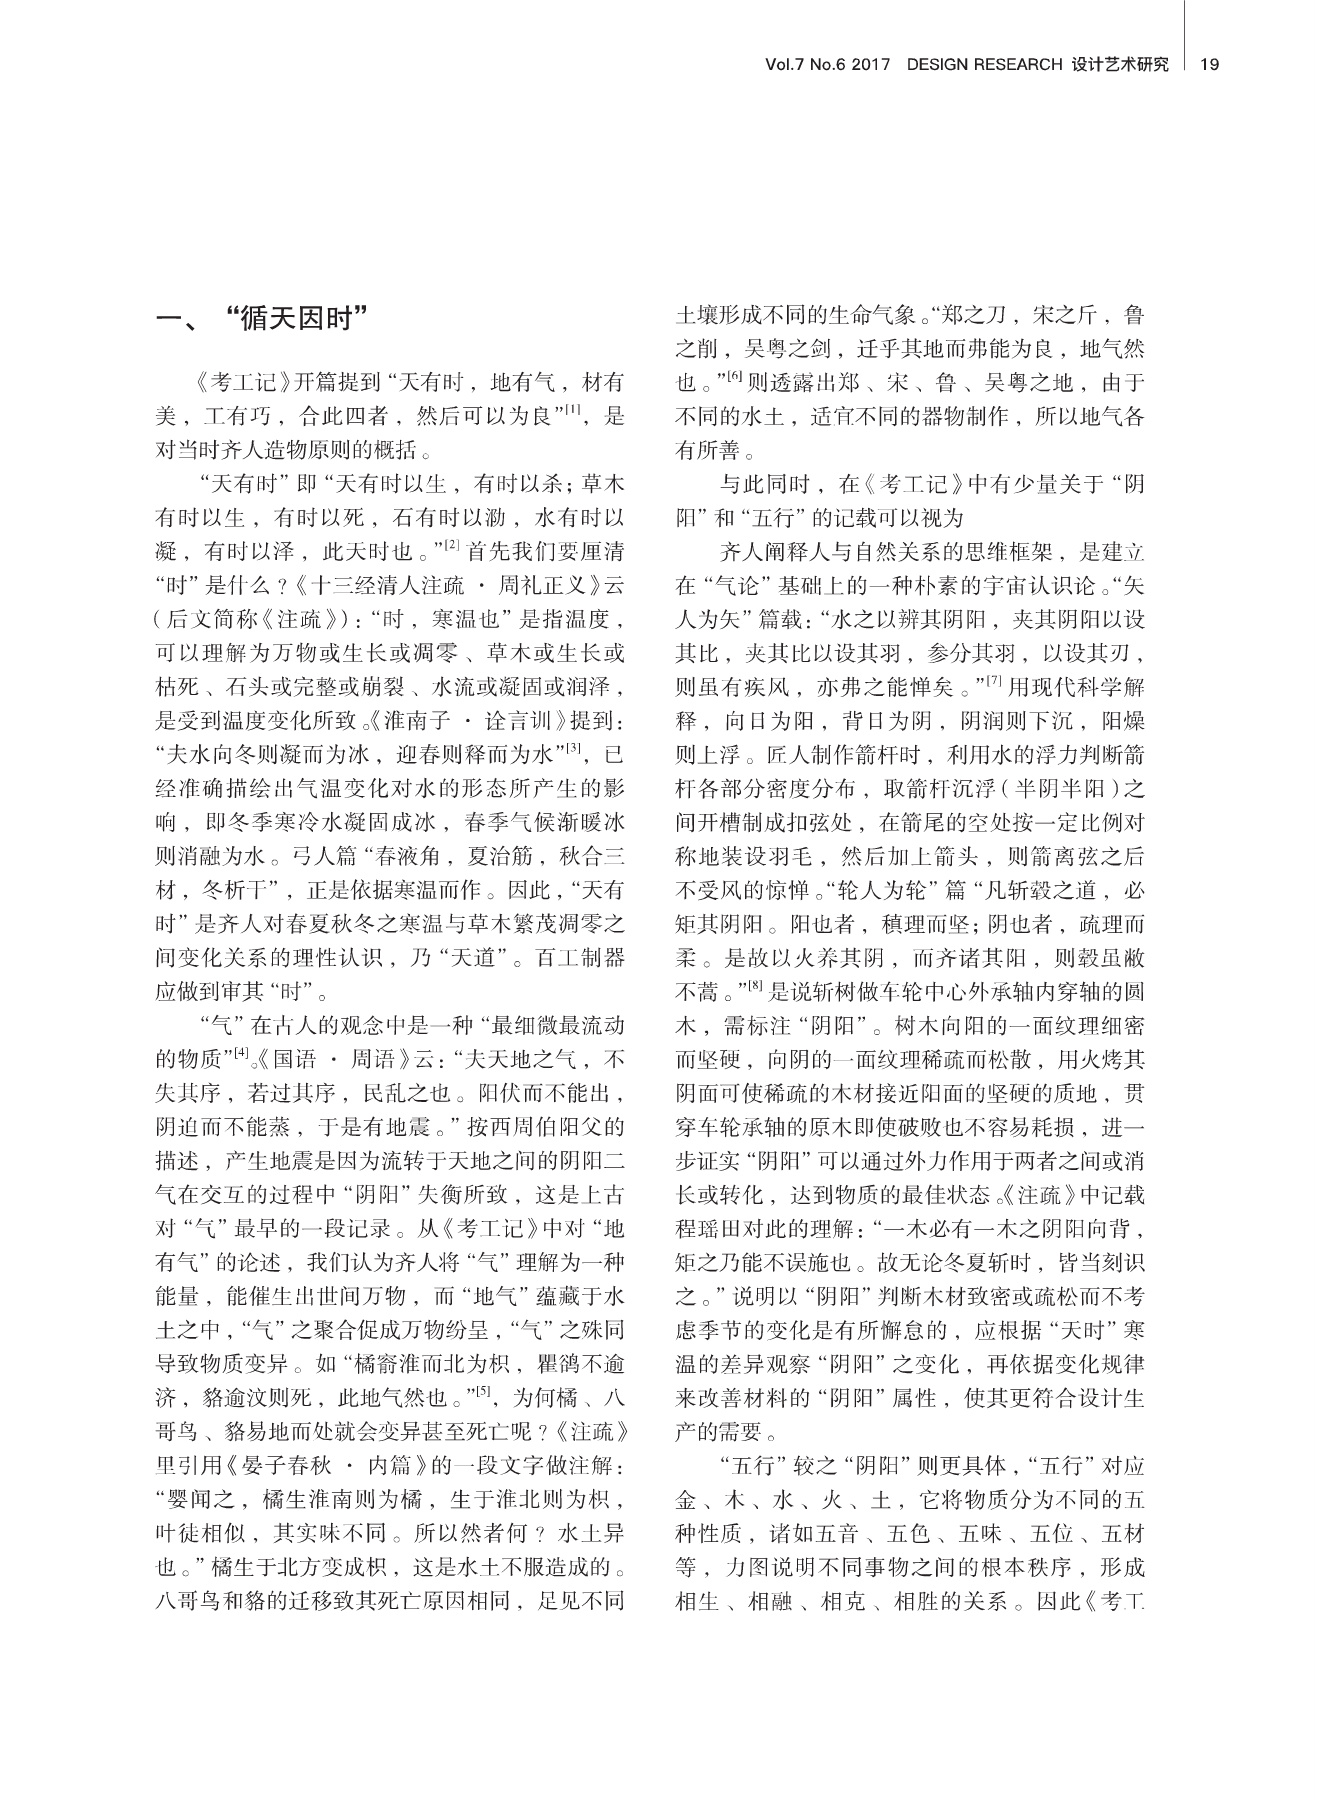 Vol.7 No.6 2017 DESIGN RESEARCH 设计艺术研究 19
一、“循天因时”
《考工记》开篇提到“天有时，地有气，材有
美，工有巧，合此四者，然后可以为良”[1]，是
对当时齐人造物原则的概括。
“天有时”即“天有时以生，有时以杀；草木
有时以生，有时以死，石有时以泐，水有时以
凝，有时以泽，此天时也。”[2]首先我们要厘清
“时”是什么？《十三经清人注疏·周礼正义》云
（后文简称《注疏》）：“时，寒温也”是指温度，
可以理解为万物或生长或凋零、草木或生长或
枯死、石头或完整或崩裂、水流或凝固或润泽，
是受到温度变化所致。《淮南子·诠言训》提到：
“夫水向冬则凝而为冰，迎春则释而为水”[3]，已
经准确描绘出气温变化对水的形态所产生的影
响，即冬季寒冷水凝固成冰，春季气候渐暖冰
则消融为水。弓人篇“春液角，夏治筋，秋合三
材，冬析干”，正是依据寒温而作。因此，“天有
时”是齐人对春夏秋冬之寒温与草木繁茂凋零之
间变化关系的理性认识，乃“天道”。百工制器
应做到审其“时”。
“气”在古人的观念中是一种“最细微最流动
的物质”[4]。《国语·周语》云：“夫天地之气，不
失其序，若过其序，民乱之也。阳伏而不能出，
阴迫而不能蒸，于是有地震。”按西周伯阳父的
描述，产生地震是因为流转于天地之间的阴阳二
气在交互的过程中“阴阳”失衡所致，这是上古
对“气”最早的一段记录。从《考工记》中对“地
有气”的论述，我们认为齐人将“气”理解为一种
能量，能催生出世间万物，而“地气”蕴藏于水
土之中，“气”之聚合促成万物纷呈，“气”之殊同
导致物质变异。如“橘窬淮而北为枳，瞿鹆不逾
济，貉逾汶则死，此地气然也。”[5]，为何橘、八
哥鸟、貉易地而处就会变异甚至死亡呢？《注疏》
里引用《晏子春秋·内篇》的一段文字做注解：
“婴闻之，橘生淮南则为橘，生于淮北则为枳，
叶徒相似，其实味不同。所以然者何？水土异
也。”橘生于北方变成枳，这是水土不服造成的。
八哥鸟和貉的迁移致其死亡原因相同，足见不同
土壤形成不同的生命气象。“郑之刀，宋之斤，鲁
之削，吴粤之剑，迁乎其地而弗能为良，地气然
也。”[6]则透露出郑、宋、鲁、吴粤之地，由于
不同的水土，适宜不同的器物制作，所以地气各
有所善。
与此同时，在《考工记》中有少量关于“阴
阳”和“五行”的记载可以视为
齐人阐释人与自然关系的思维框架，是建立
在“气论”基础上的一种朴素的宇宙认识论。“矢
人为矢”篇载：“水之以辨其阴阳，夹其阴阳以设
其比，夹其比以设其羽，参分其羽，以设其刃，
则虽有疾风，亦弗之能惮矣。”[7]用现代科学解
释，向日为阳，背日为阴，阴润则下沉，阳燥
则上浮。匠人制作箭杆时，利用水的浮力判断箭
杆各部分密度分布，取箭杆沉浮（半阴半阳）之
间开槽制成扣弦处，在箭尾的空处按一定比例对
称地装设羽毛，然后加上箭头，则箭离弦之后
不受风的惊惮。“轮人为轮”篇“凡斩毂之道，必
矩其阴阳。阳也者，稹理而坚；阴也者，疏理而
柔。是故以火养其阴，而齐诸其阳，则毂虽敝
不蒿。”[8]是说斩树做车轮中心外承轴内穿轴的圆
木，需标注“阴阳”。树木向阳的一面纹理细密
而坚硬，向阴的一面纹理稀疏而松散，用火烤其
阴面可使稀疏的木材接近阳面的坚硬的质地，贯
穿车轮承轴的原木即使破败也不容易耗损，进一
步证实“阴阳”可以通过外力作用于两者之间或消
长或转化，达到物质的最佳状态。《注疏》中记载
程瑶田对此的理解：“一木必有一木之阴阳向背，
矩之乃能不误施也。故无论冬夏斩时，皆当刻识
之。”说明以“阴阳”判断木材致密或疏松而不考
虑季节的变化是有所懈怠的，应根据“天时”寒
温的差异观察“阴阳”之变化，再依据变化规律
来改善材料的“阴阳”属性，使其更符合设计生
产的需要。
“五行”较之“阴阳”则更具体，“五行”对应
金、木、水、火、土，它将物质分为不同的五
种性质，诸如五音、五色、五味、五位、五材
等，力图说明不同事物之间的根本秩序，形成
相生、相融、相克、相胜的关系。因此《考工